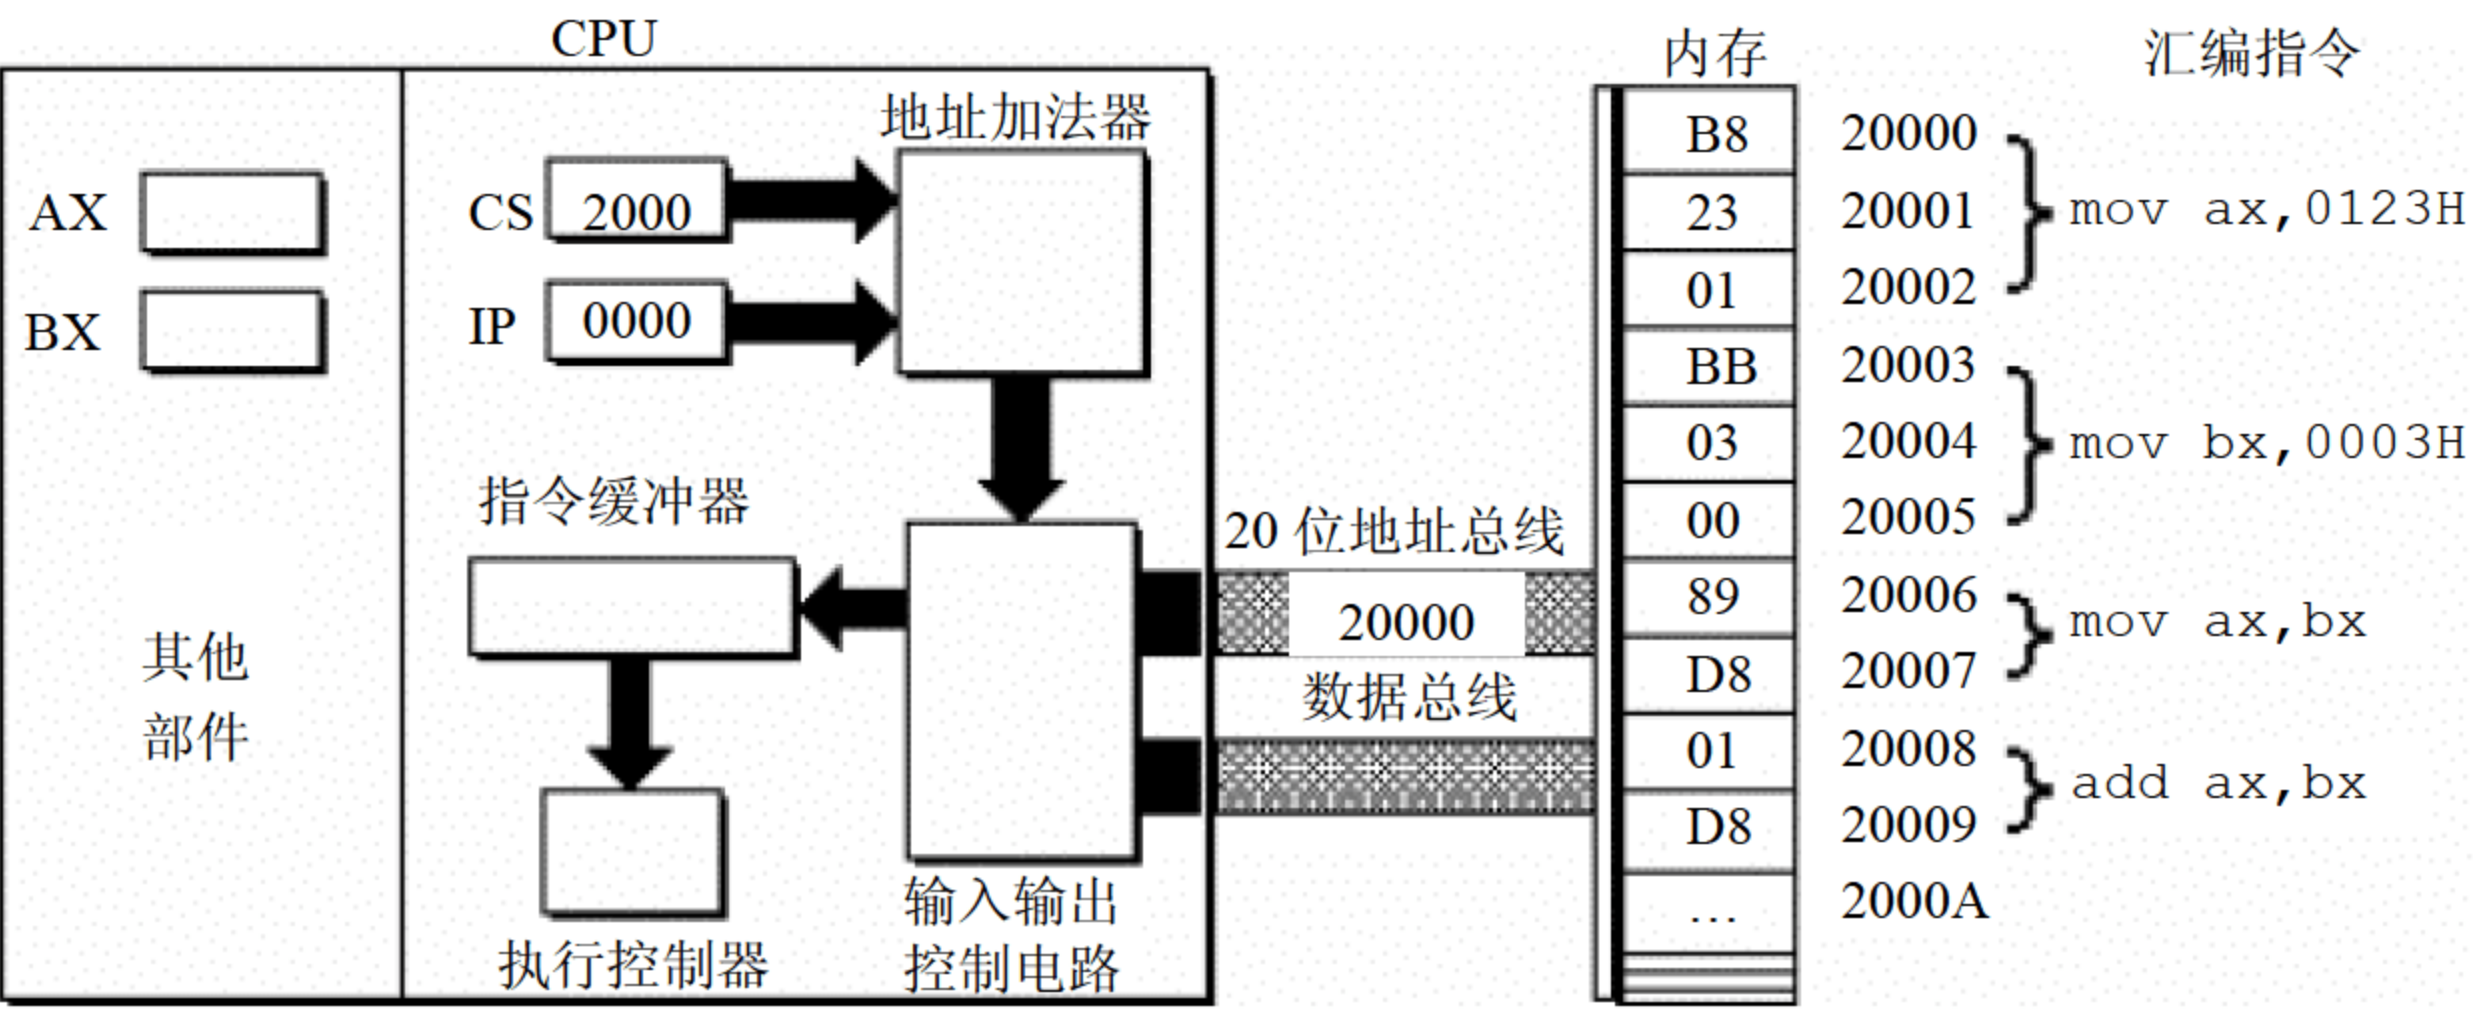 CPU
AX
BX
其他
部件
地址加法器
CS
2000
IP
0000
指令缓冲器
执行控制器
输入输出
控制电路
20 位地址总线
20000
数据总线
内存
汇编指令
B8 20000
23 20001 mov ax,0123H
01 20002
BB 20003
03 20004 mov bx,0003H
00 20005
89 20006 mov ax,bx
D8 20007
01 20008 add ax,bx
D8 20009
… 2000A